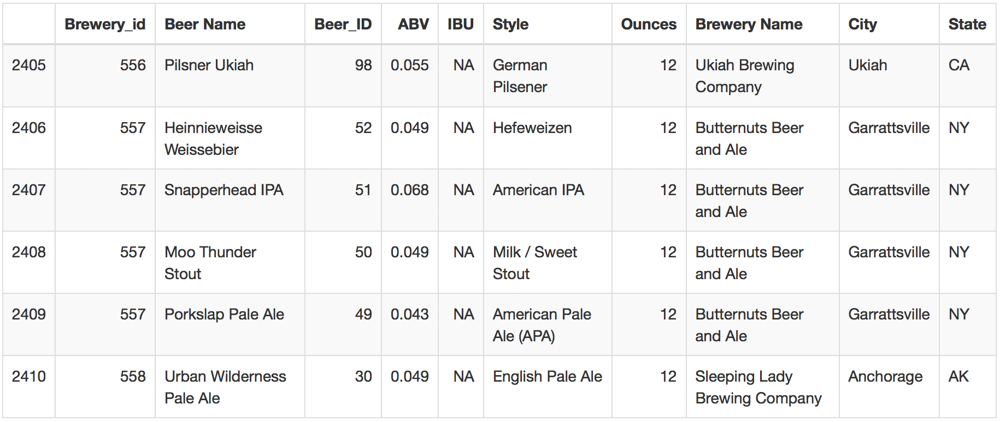 Brewery_id Beer Name Beer_ID ABV IBU Style Ounces Brewery Name City State
2405 556 Pilsner Ukiah 98 0.055 NA German 12 Ukiah Brewing Ukiah CA
Pilsener Company
2406 557 Heinnieweisse 52 0.049 NA Hefeweizen 12 Butternuts Beer Garrattsville NY
Weissebier and Ale
2407 557 Snapperhead IPA 51 0.068 NA American IPA 12 Butternuts Beer Garrattsville NY
and Ale
2408 557 Moo Thunder 50 0.049 NA Milk / Sweet 12 Butternuts Beer Garrattsville NY
Stout Stout and Ale
2409 557 Porkslap Pale Ale 49 0.043 NA American Pale 12 Butternuts Beer Garrattsville NY
Ale (APA) and Ale
2410 558 Urban Wilderness 30 0.049 NA English Pale Ale 12 Sleeping Lady Anchorage AK
Pale Ale Brewing Company